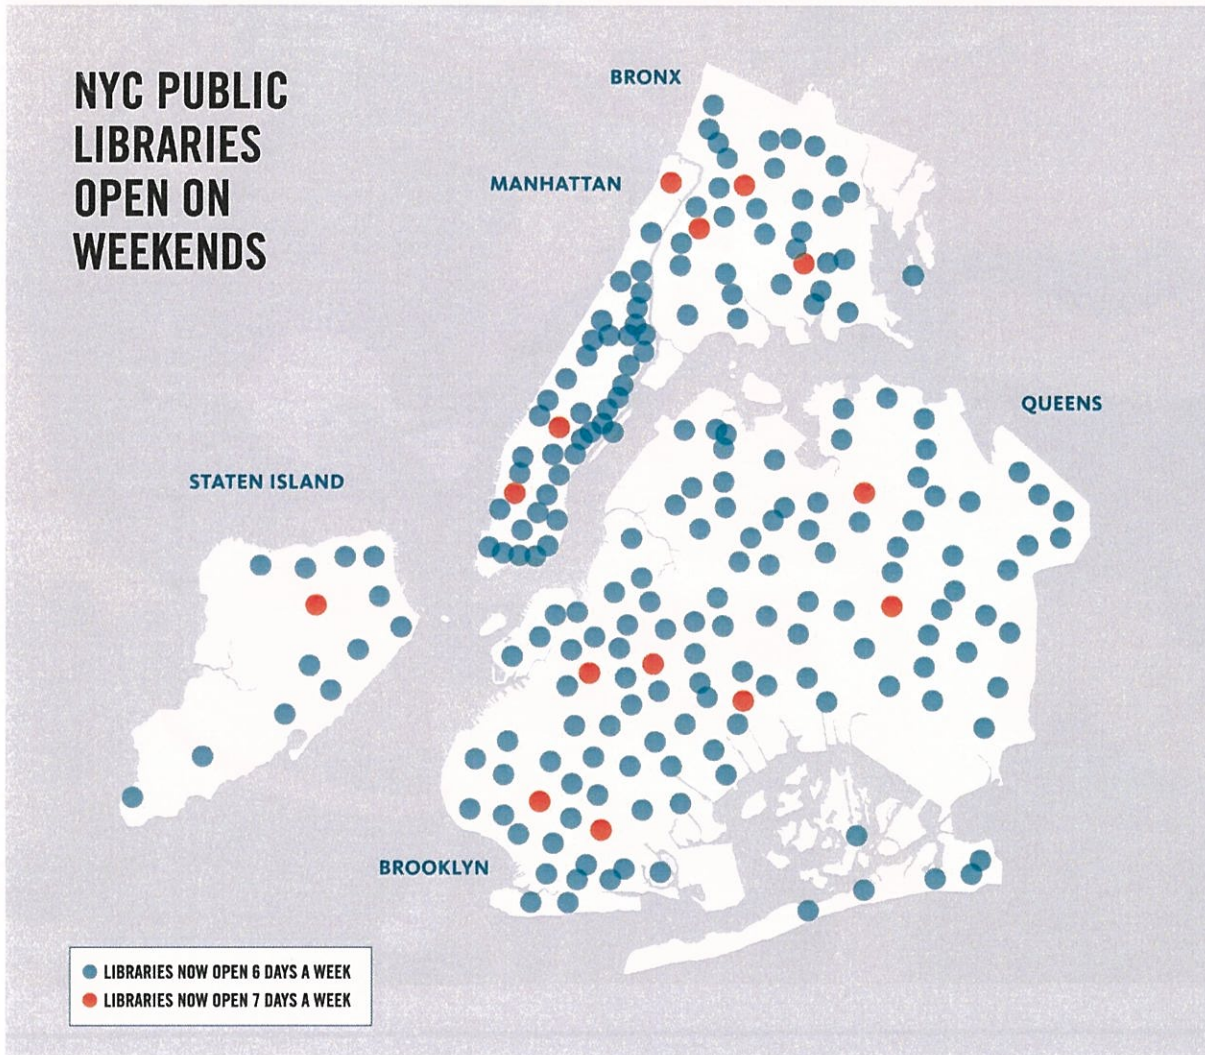 NYC PUBLIC
LIBRARIES
OPEN ON
WEEKENDS
BRONX
MANHATTAN
QUEENS
STATEN ISLAND
BROOKLYN
LIBRARIES NOW OPEN 6 DAYS A WEEK
LIBRARIES NOW OPEN 7 DAYS A WEEK